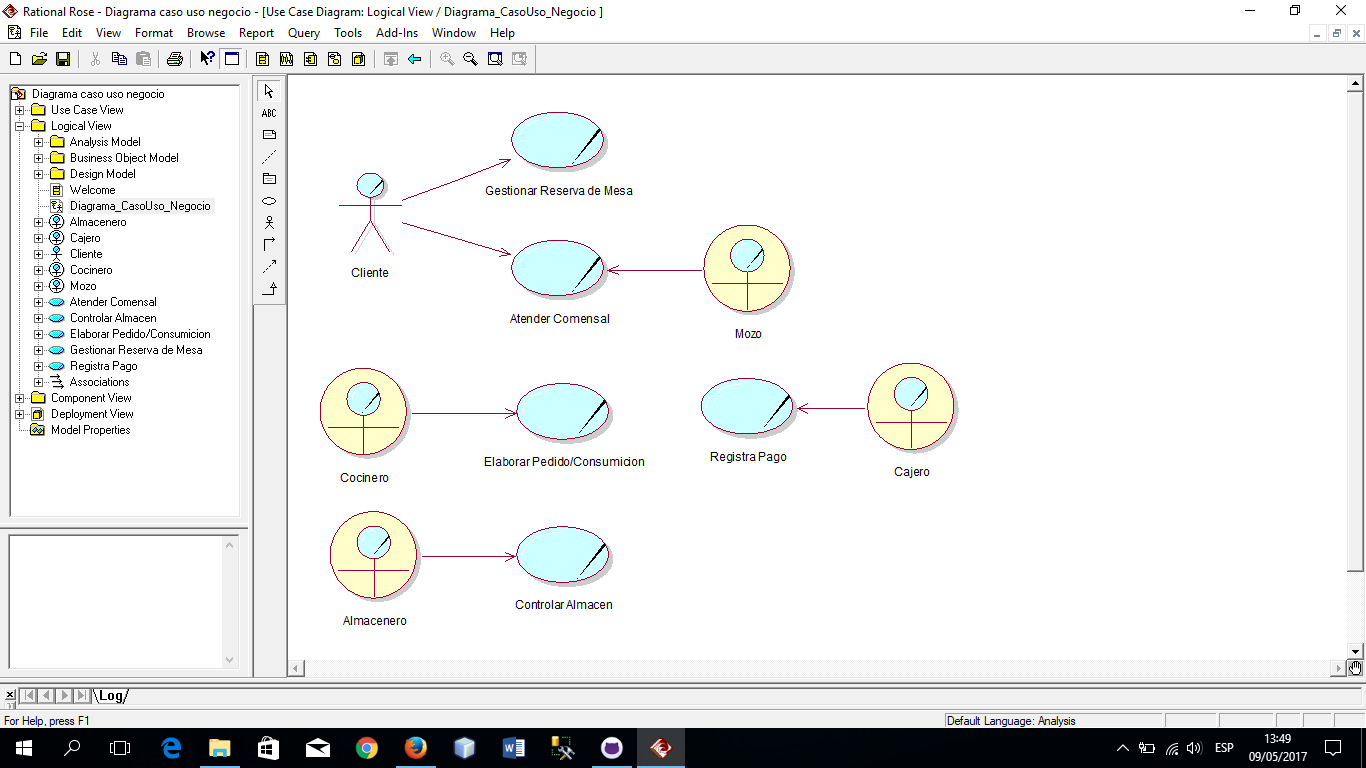 Rational Rose - Diagrama caso uso negocio - [Use Case Diagram: Logical View / Diagrama_CasoUso_Negocio ]
File Edit View Format Browse Report Query Tools Add-Ins Window Help
Diagrama caso uso negocio
Use Case View
Logical View
Analysis Model
Business Object Model
Design Model
Welcome
Diagrama_CasoUso_Negocio
Almacenero
Cajero
Cliente
Cocinero
Mozo
Atender Comensal
Controlar Almacen
Elaborar Pedido/Consumicion
Gestionar Reserva de Mesa
Registra Pago
Associations
Component View
Deployment View
Model Properties
ABC
Gestionar Reserva de Mesa
Cliente
Atender Comensal
Mozo
Cocinero
Elaborar Pedido/Consumicion
Registra Pago
Cajero
Almacenero
Controlar Almacen
Log
For Help, press F1
Default Language: Analysis
ESP
13:49
09/05/2017